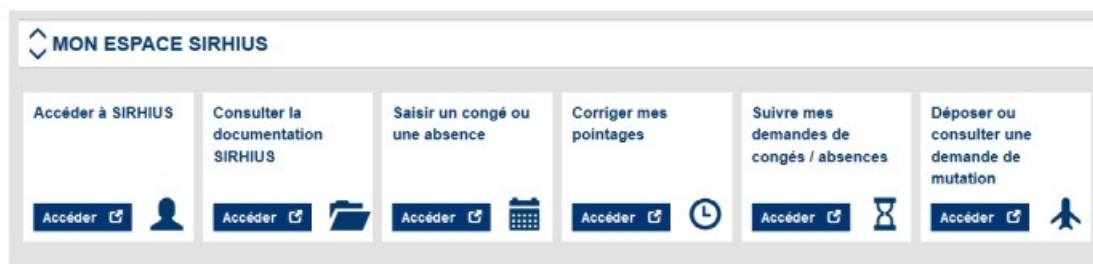 MON ESPACE SIRHIUS
Accéder à SIRHIUS
Accéder
Consulter la
documentation
SIRHIUS
Accéder
Saisir un congé ou
une absence
Accéder
Corriger mes
pointages
Accéder
Suivre mes
demandes de
congés / absences
Accéder
Déposer ou
consulter une
demande de
mutation
Accéder